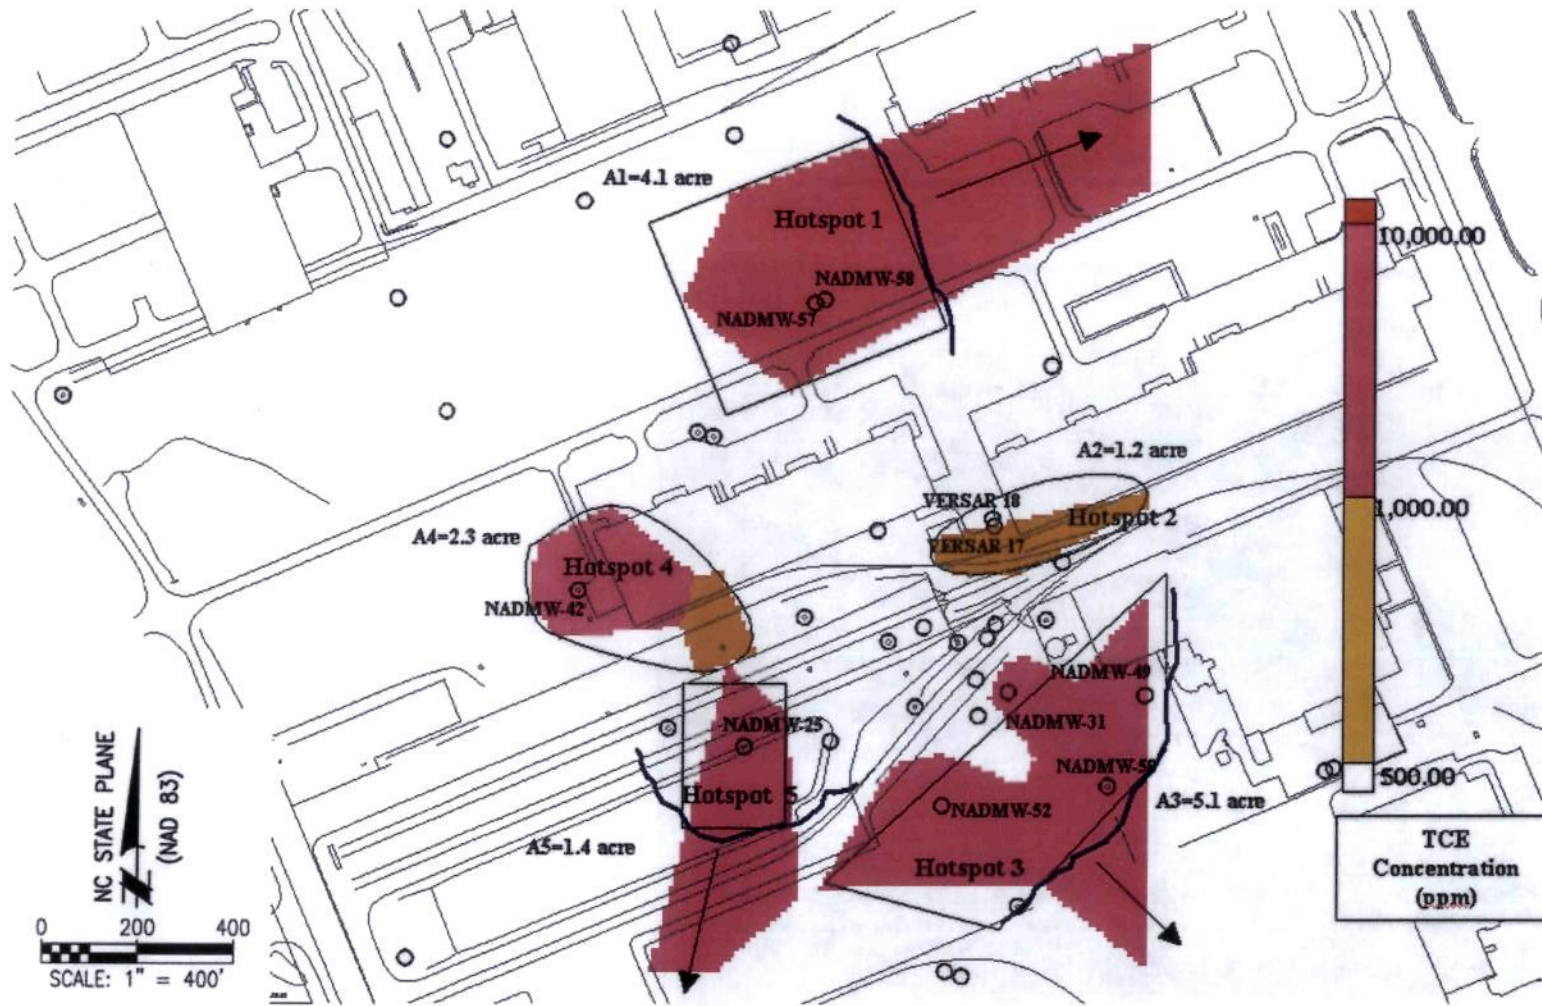 A1=4.1 acre
Hotspot 1
NADMW-58
NADMW-57
10,000.00
A2=1.2 acre
VERSAR 18
Hotspot 2
VERSAR 17
1,000.00
A4=2.3 acre
Hotspot 4
NADMW-42
NADMW-49
NADMW-31
NADMW-25
NADMW-52
Hotspot 5
A3=5.1 acre
A5=1.4 acre
Hotspot 3
500.00
TCE
Concentration
(ppm)
NC STATE PLANE
(NAD 83)
0 200 400
SCALE: 1" = 400'